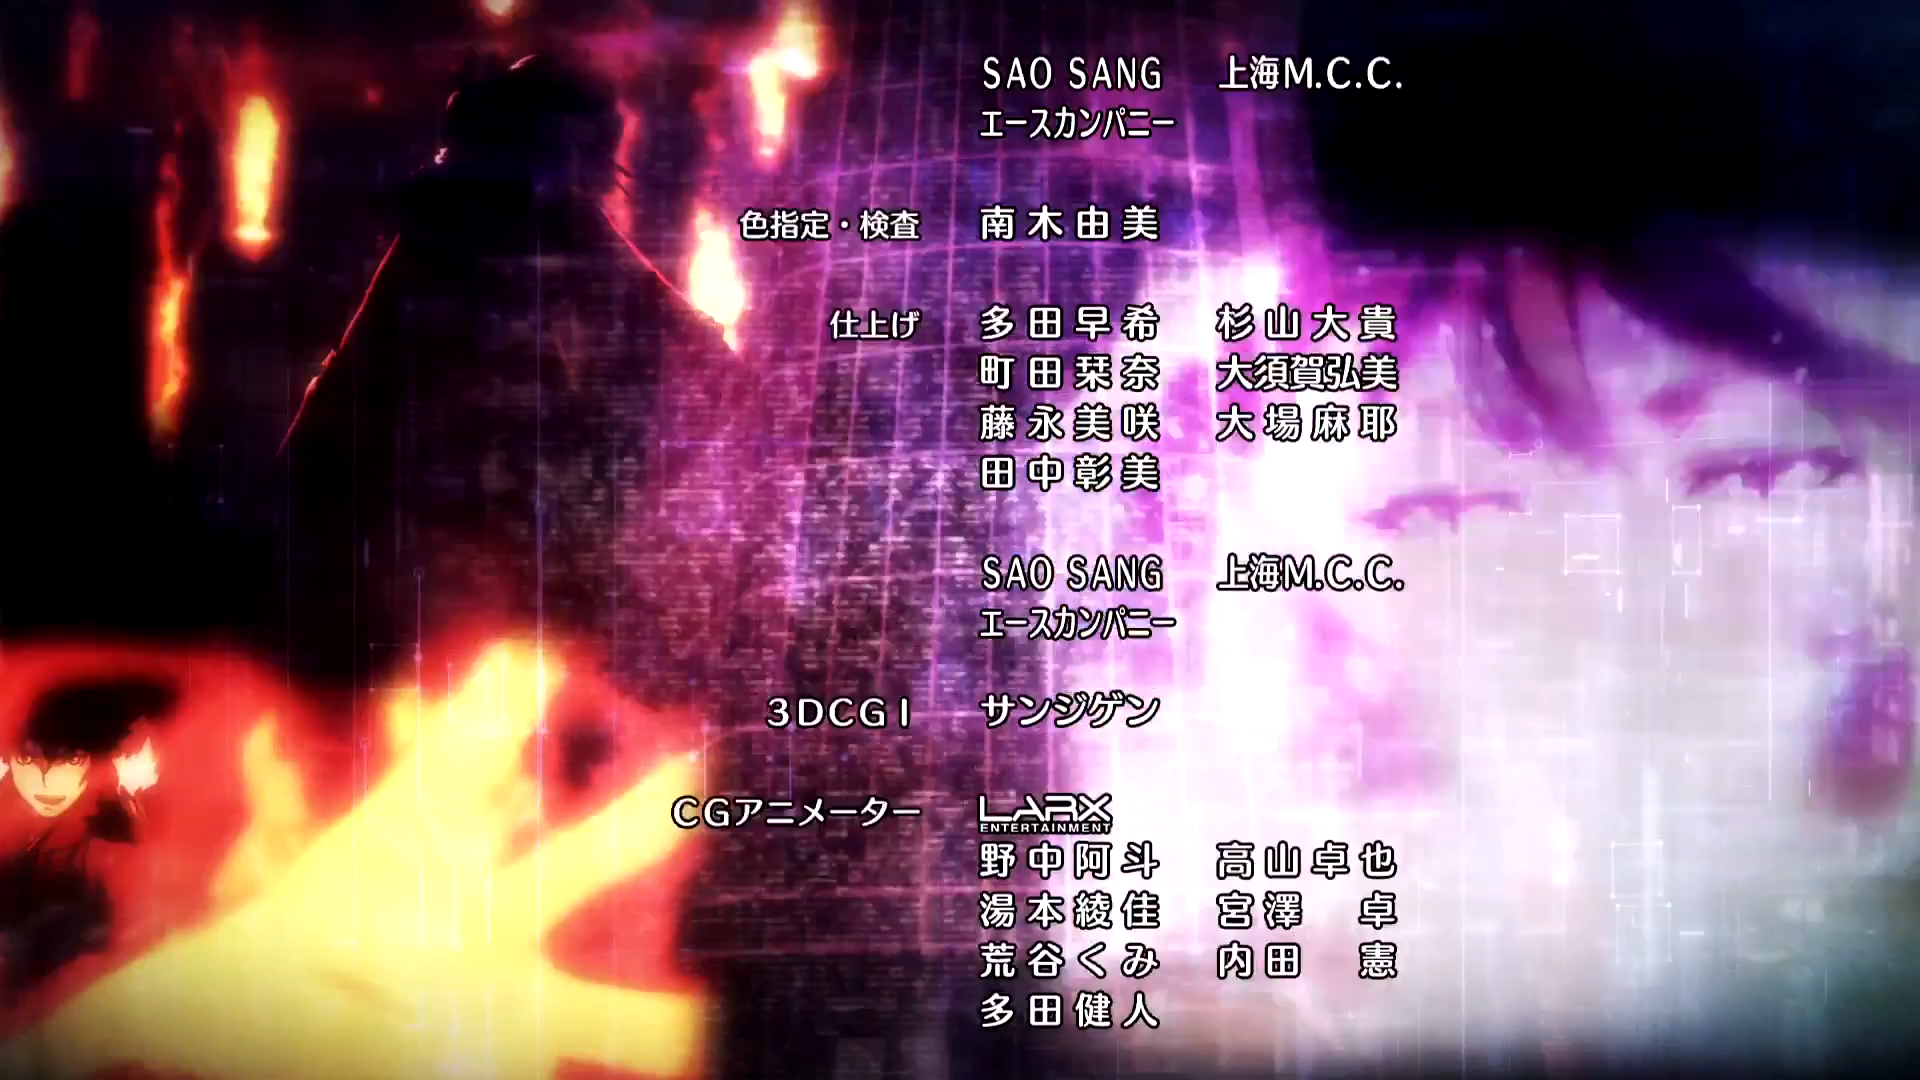 SAO SANG 上海M.C.C.
エースカンパニー
色指定・検査 南木由美
仕上げ 多田早希 杉山大貴
町田栞奈 大須賀弘美
藤永美咲 大場麻耶
田中彰美
SAO SANG 上海M.C.C.
エースカンパニー
3DCGI サンジゲン
CGアニメーター LARX ENTERTAINMENT
野中阿斗 高山卓也
湯本綾佳 宮澤 卓
荒谷くみ 内田 憲
多田健人